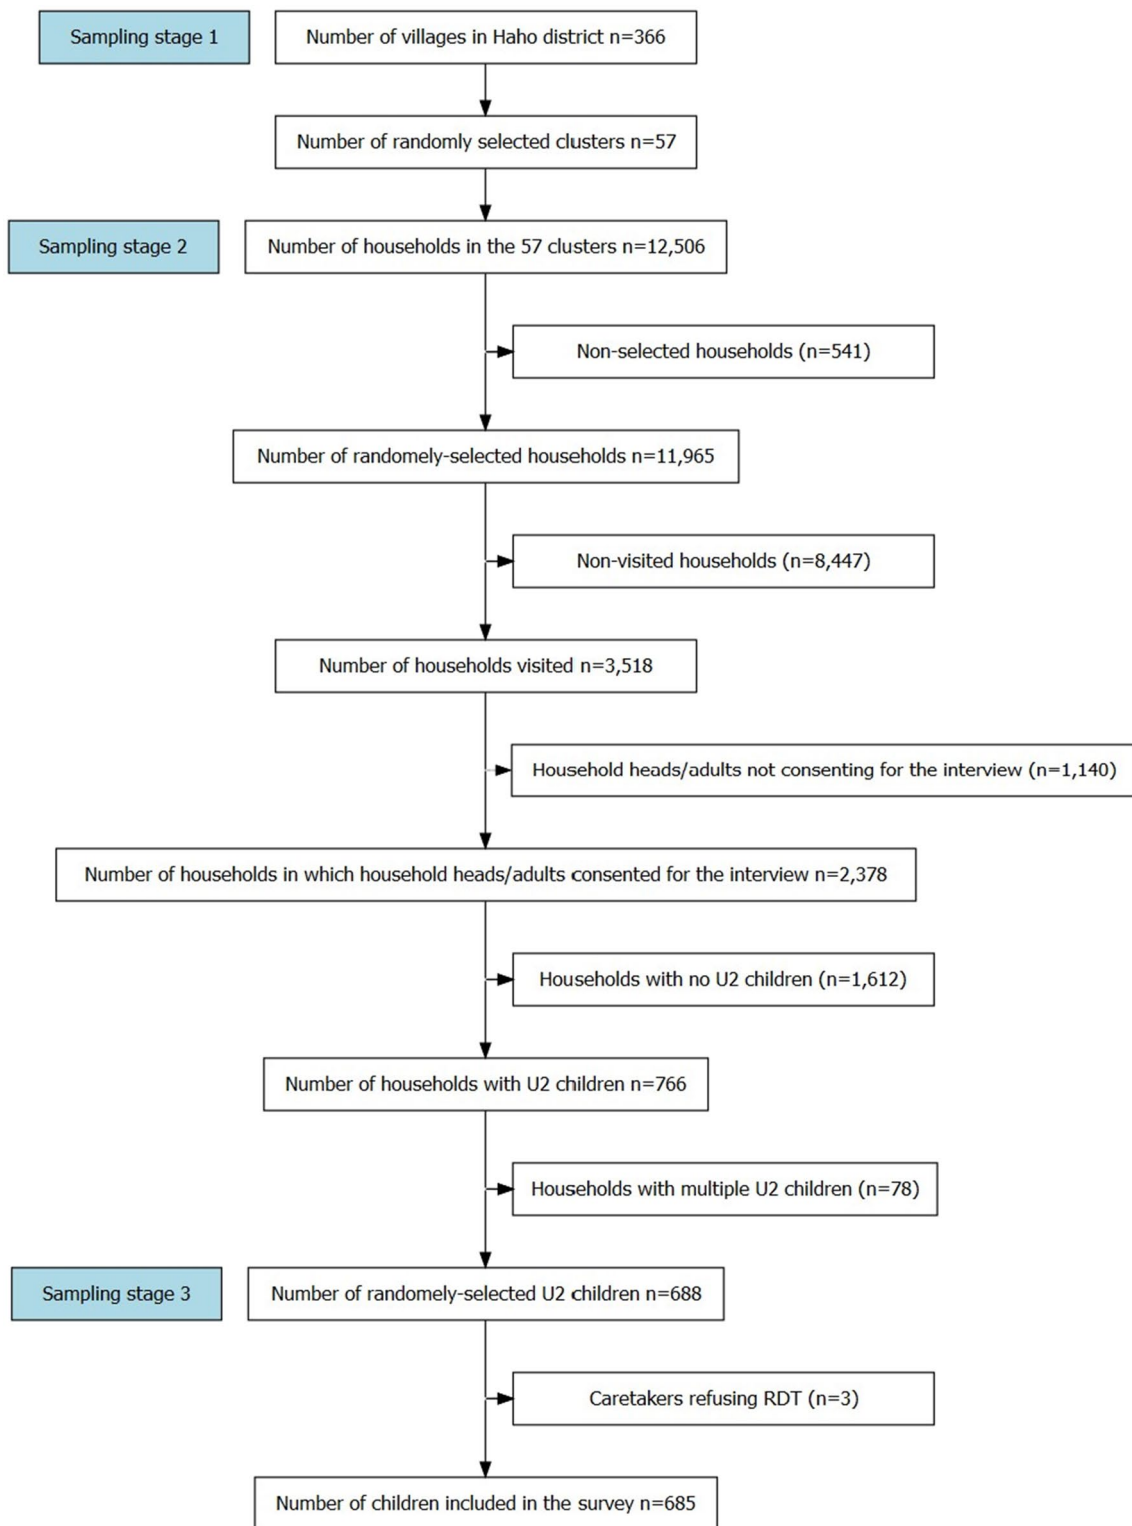 Sampling stage 1
Number of villages in Haho district n=366
Number of randomly selected clusters n=57
Sampling stage 2
Number of households in the 57 clusters n=12,506
Non-selected households (n=541)
Number of randomely-selected households n=11,965
Non-visited households (n=8,447)
Number of households visited n=3,518
Household heads/adults not consenting for the interview (n=1,140)
Number of households in which household heads/adults consented for the interview n=2,378
Households with no U2 children (n=1,612)
Number of households with U2 children n=766
Households with multiple U2 children (n=78)
Sampling stage 3
Number of randomely-selected U2 children n=688
Caretakers refusing RDT (n=3)
Number of children included in the survey n=685